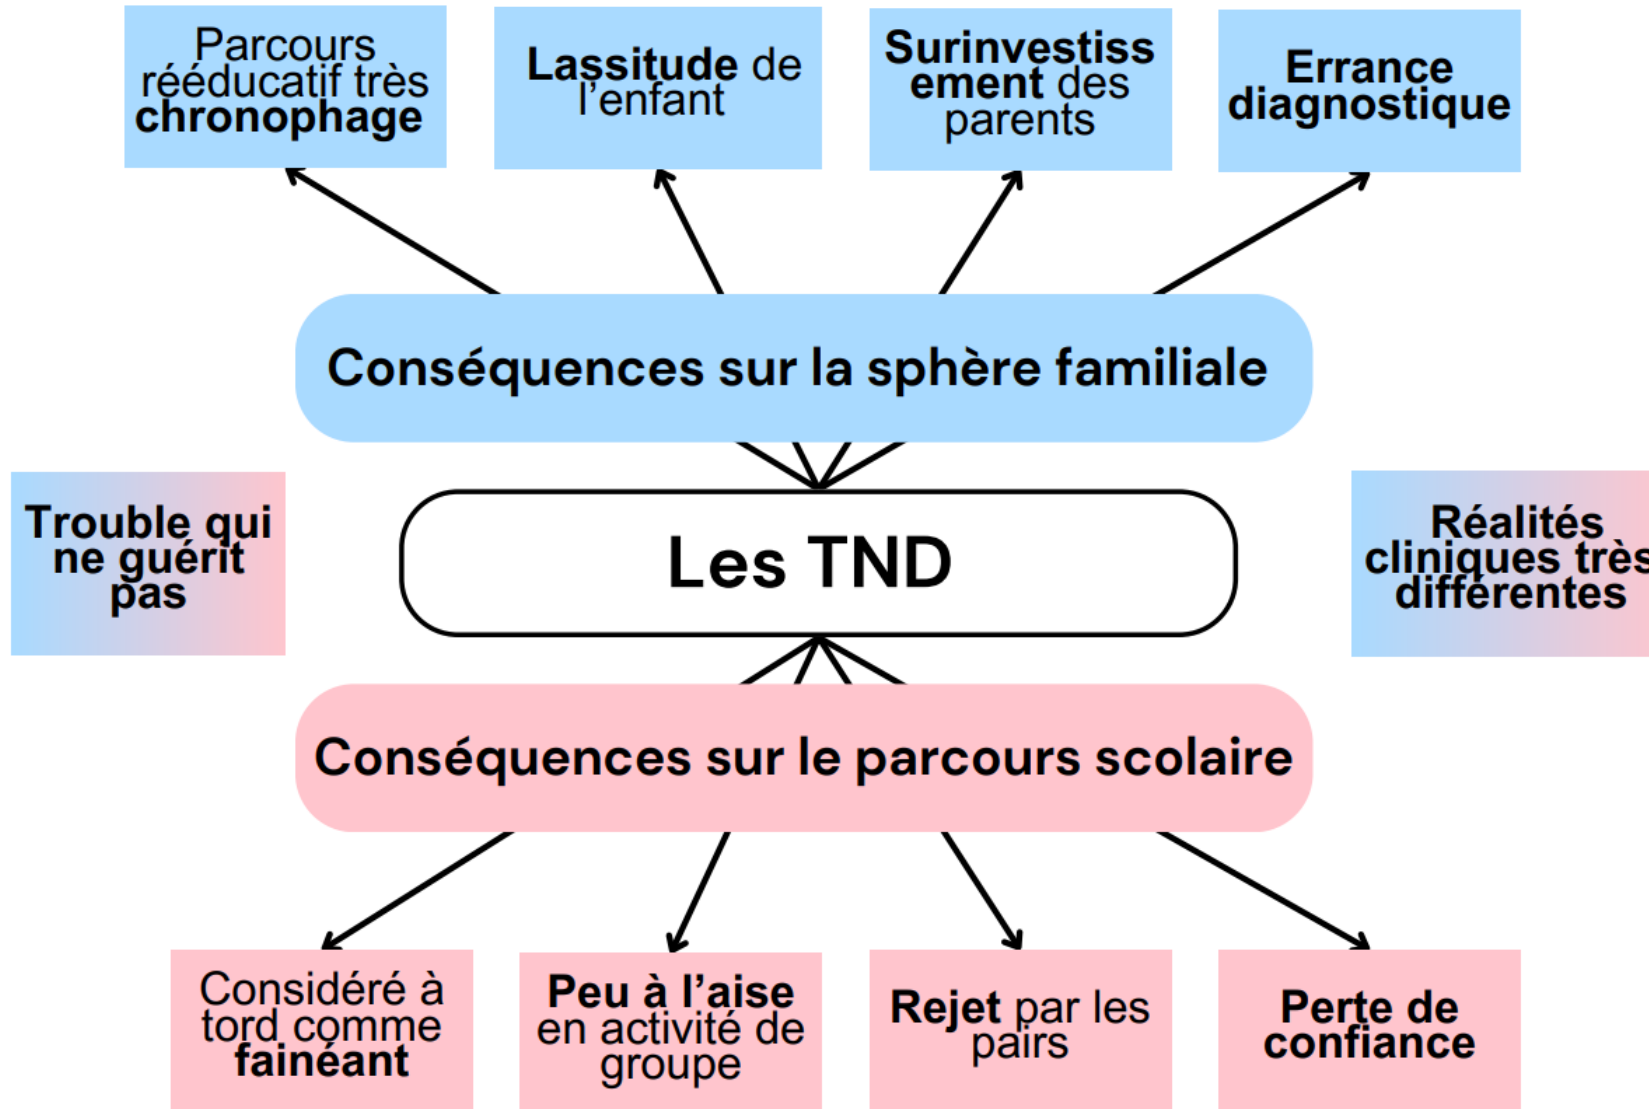 Parcours
rééducatif très
chronophage
Lassitude de
l'enfant
Surinvestiss
ement des
parents
Errance
diagnostique
Conséquences sur la sphère familiale
Trouble qui
ne guérit
pas
Les TND
Réalités
cliniques très
différentes
Conséquences sur le parcours scolaire
Considéré à
tord comme
fainéant
Peu à l'aise
en activité de
groupe
Rejet par les
pairs
Perte de
confiance